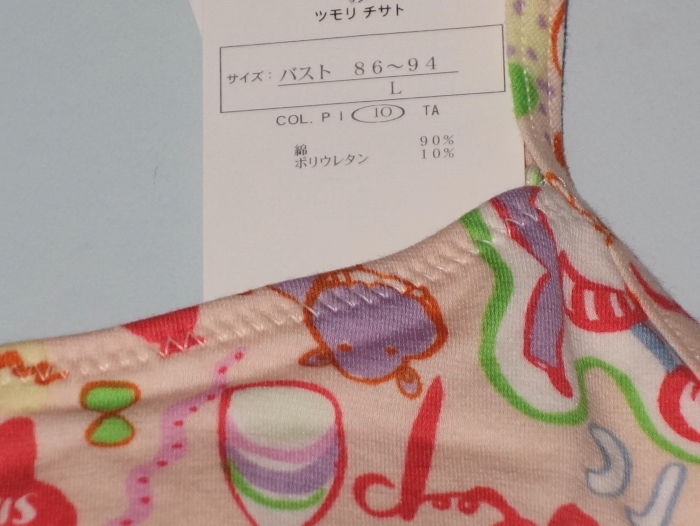 ツモリ チサト
サイズ： バスト 86～94
L
COL. PI 10 TA
綿 90%
ポリウレタン 10%
choo